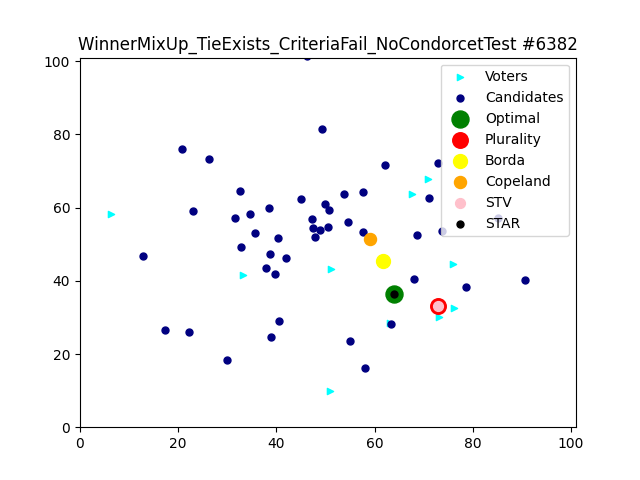 WinnerMixUp_TieExists_CriteriaFail_NoCondorcetTest #6382
100
80
60
40
20
0
0 20 40 60 80 100
Voters
Candidates
Optimal
Plurality
Borda
Copeland
STV
STAR